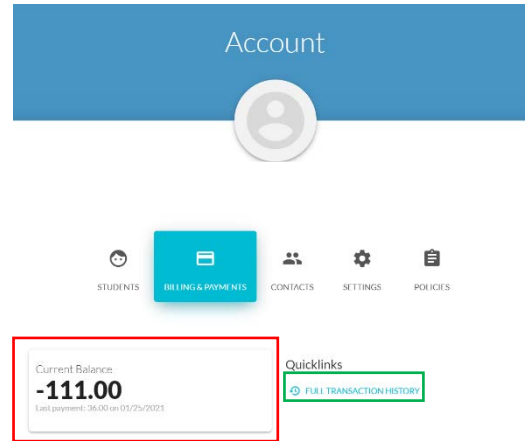 Account
STUDENTS
BILLING & PAYMENTS
CONTACTS
SETTINGS
POLICIES
Current Balance
-111.00
Last payment: 36.00 on 01/25/2021
Quicklinks
FULL TRANSACTION HISTORY